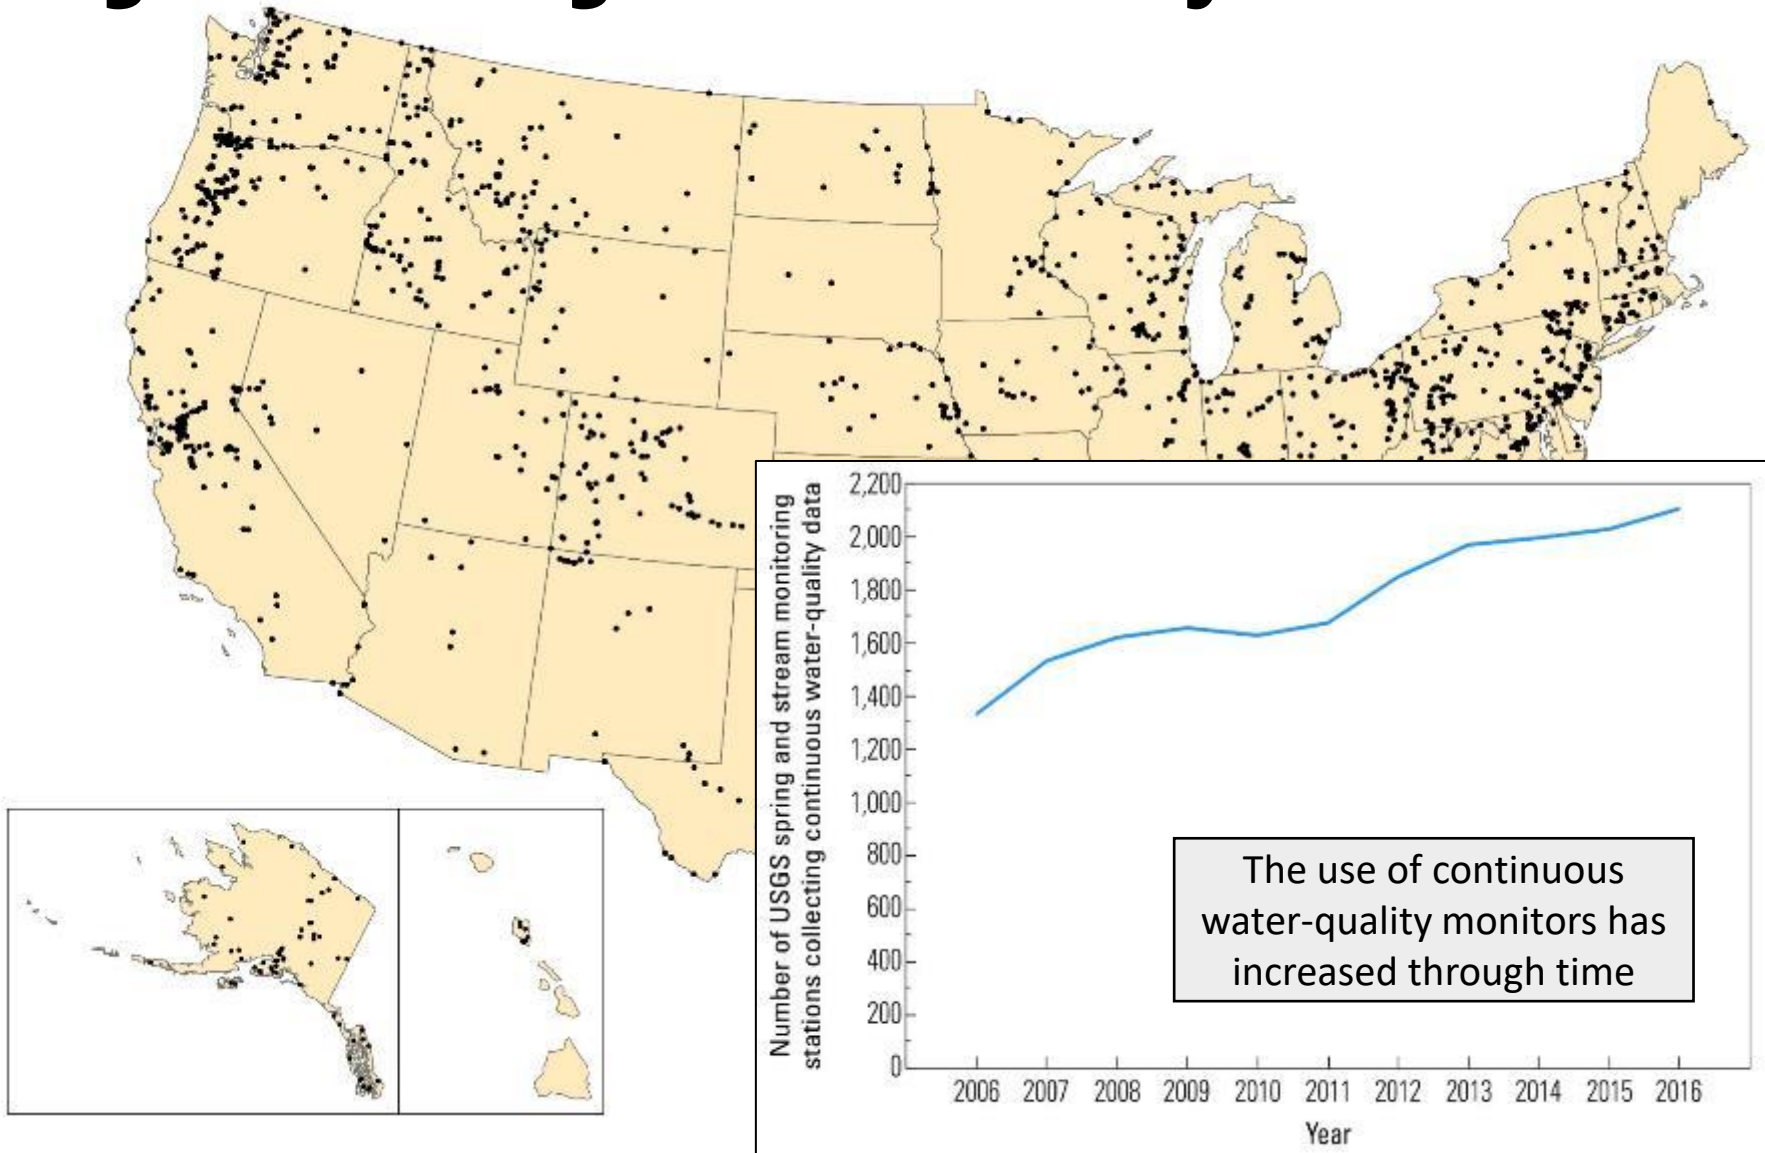 Number of USGS spring and stream monitoring
stations collecting continuous water-quality data
2,200
2,000
1,800
1,600
1,400
1,200
1,000
800
600
400
200
0
The use of continuous
water-quality monitors has
increased through time
2006 2007 2008 2009 2010 2011 2012 2013 2014 2015 2016
Year